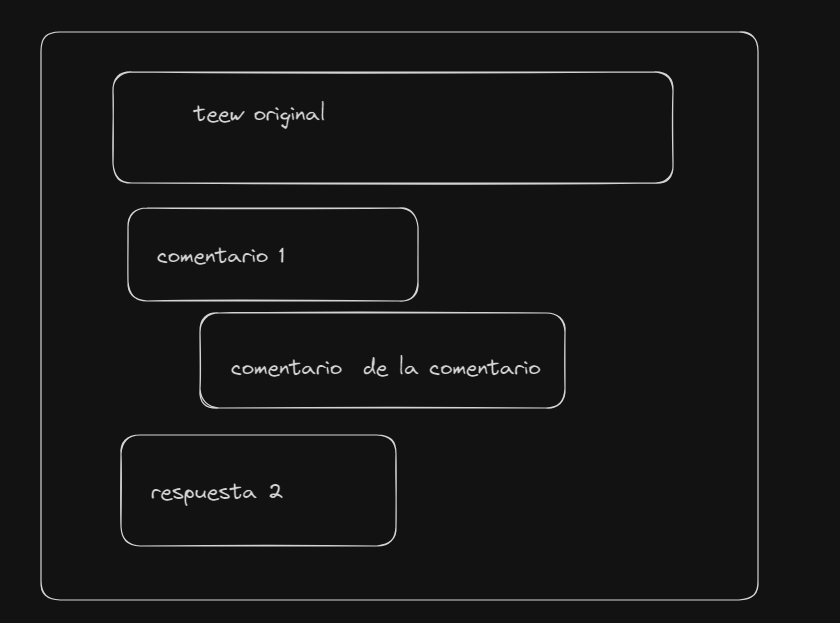 teew original
comentario 1
comentario de la comentario
respuesta 2